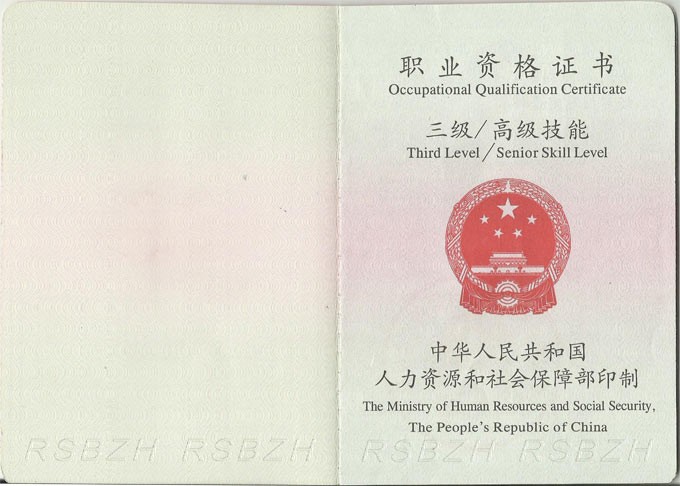 职业资格证书
Occupational Qualification Certificate
三级/高级技能
Third Level/Senior Skill Level
中华人民共和国
人力资源和社会保障部印制
The Ministry of Human Resources and Social Security,
The People's Republic of China
RSBZH RSBZH RSBZH RSBZH